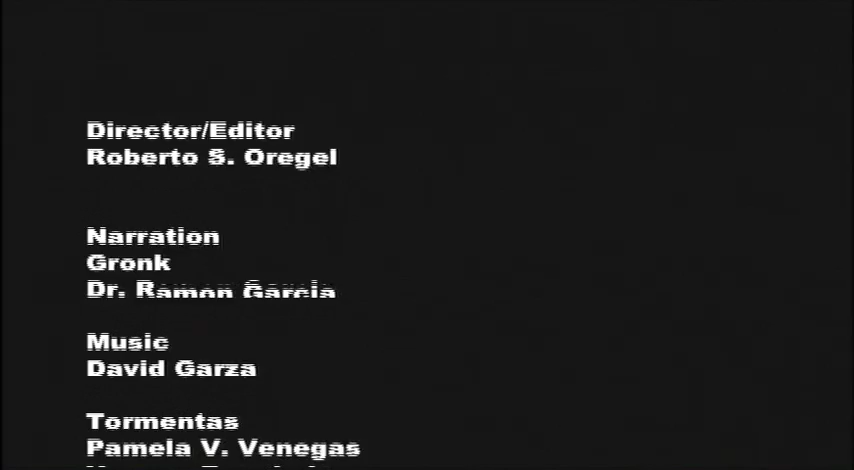 Director/Editor
Roberto S. Oregel
Narration
Gronk
Dr. Ramon Garcia
Music
David Garza
Tormentas
Pamela V. Venegas